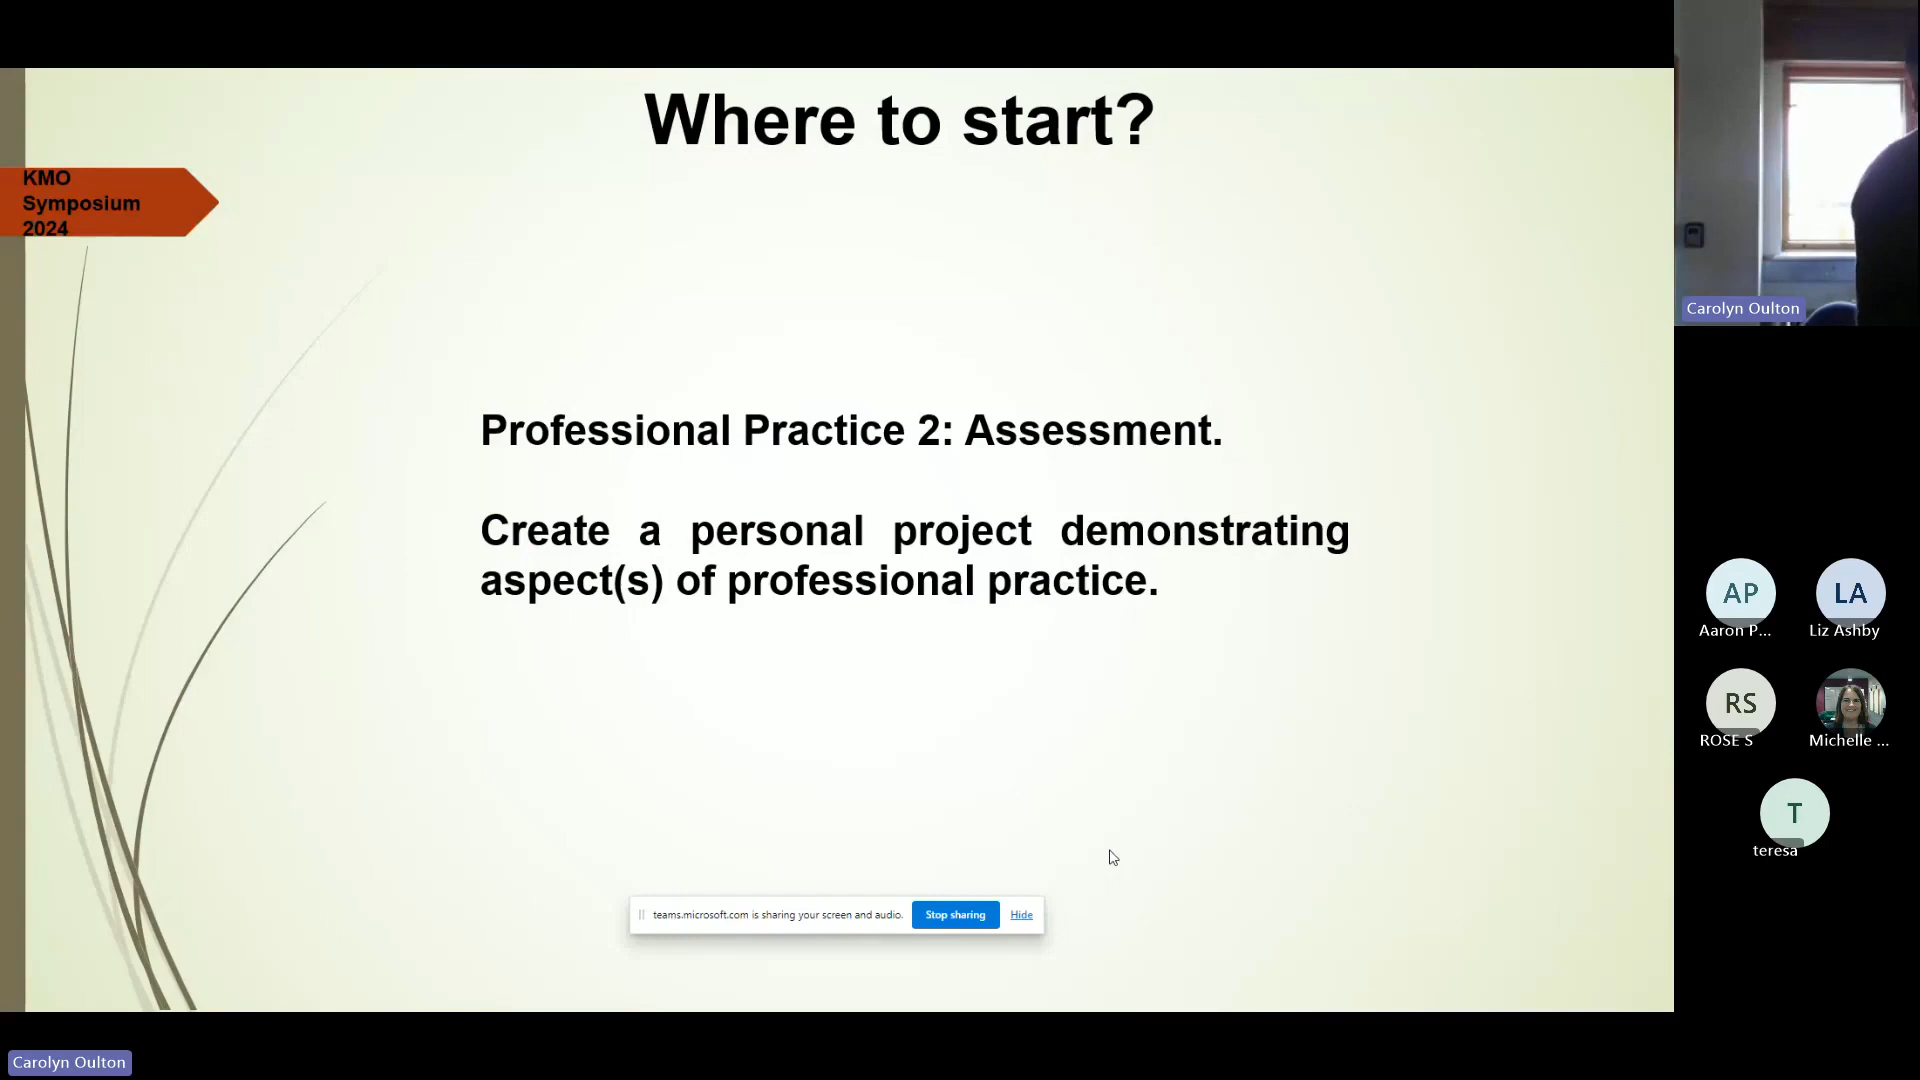 Where to start?
KMO
Symposium
2024
Professional Practice 2: Assessment.
Create a personal project demonstrating
aspect(s) of professional practice.
teams.microsoft.com is sharing your screen and audio. Stop sharing Hide
Carolyn Oulton
AP LA
Aaron P... Liz Ashby
RS
ROSE S Michelle ...
T
teresa
Carolyn Oulton